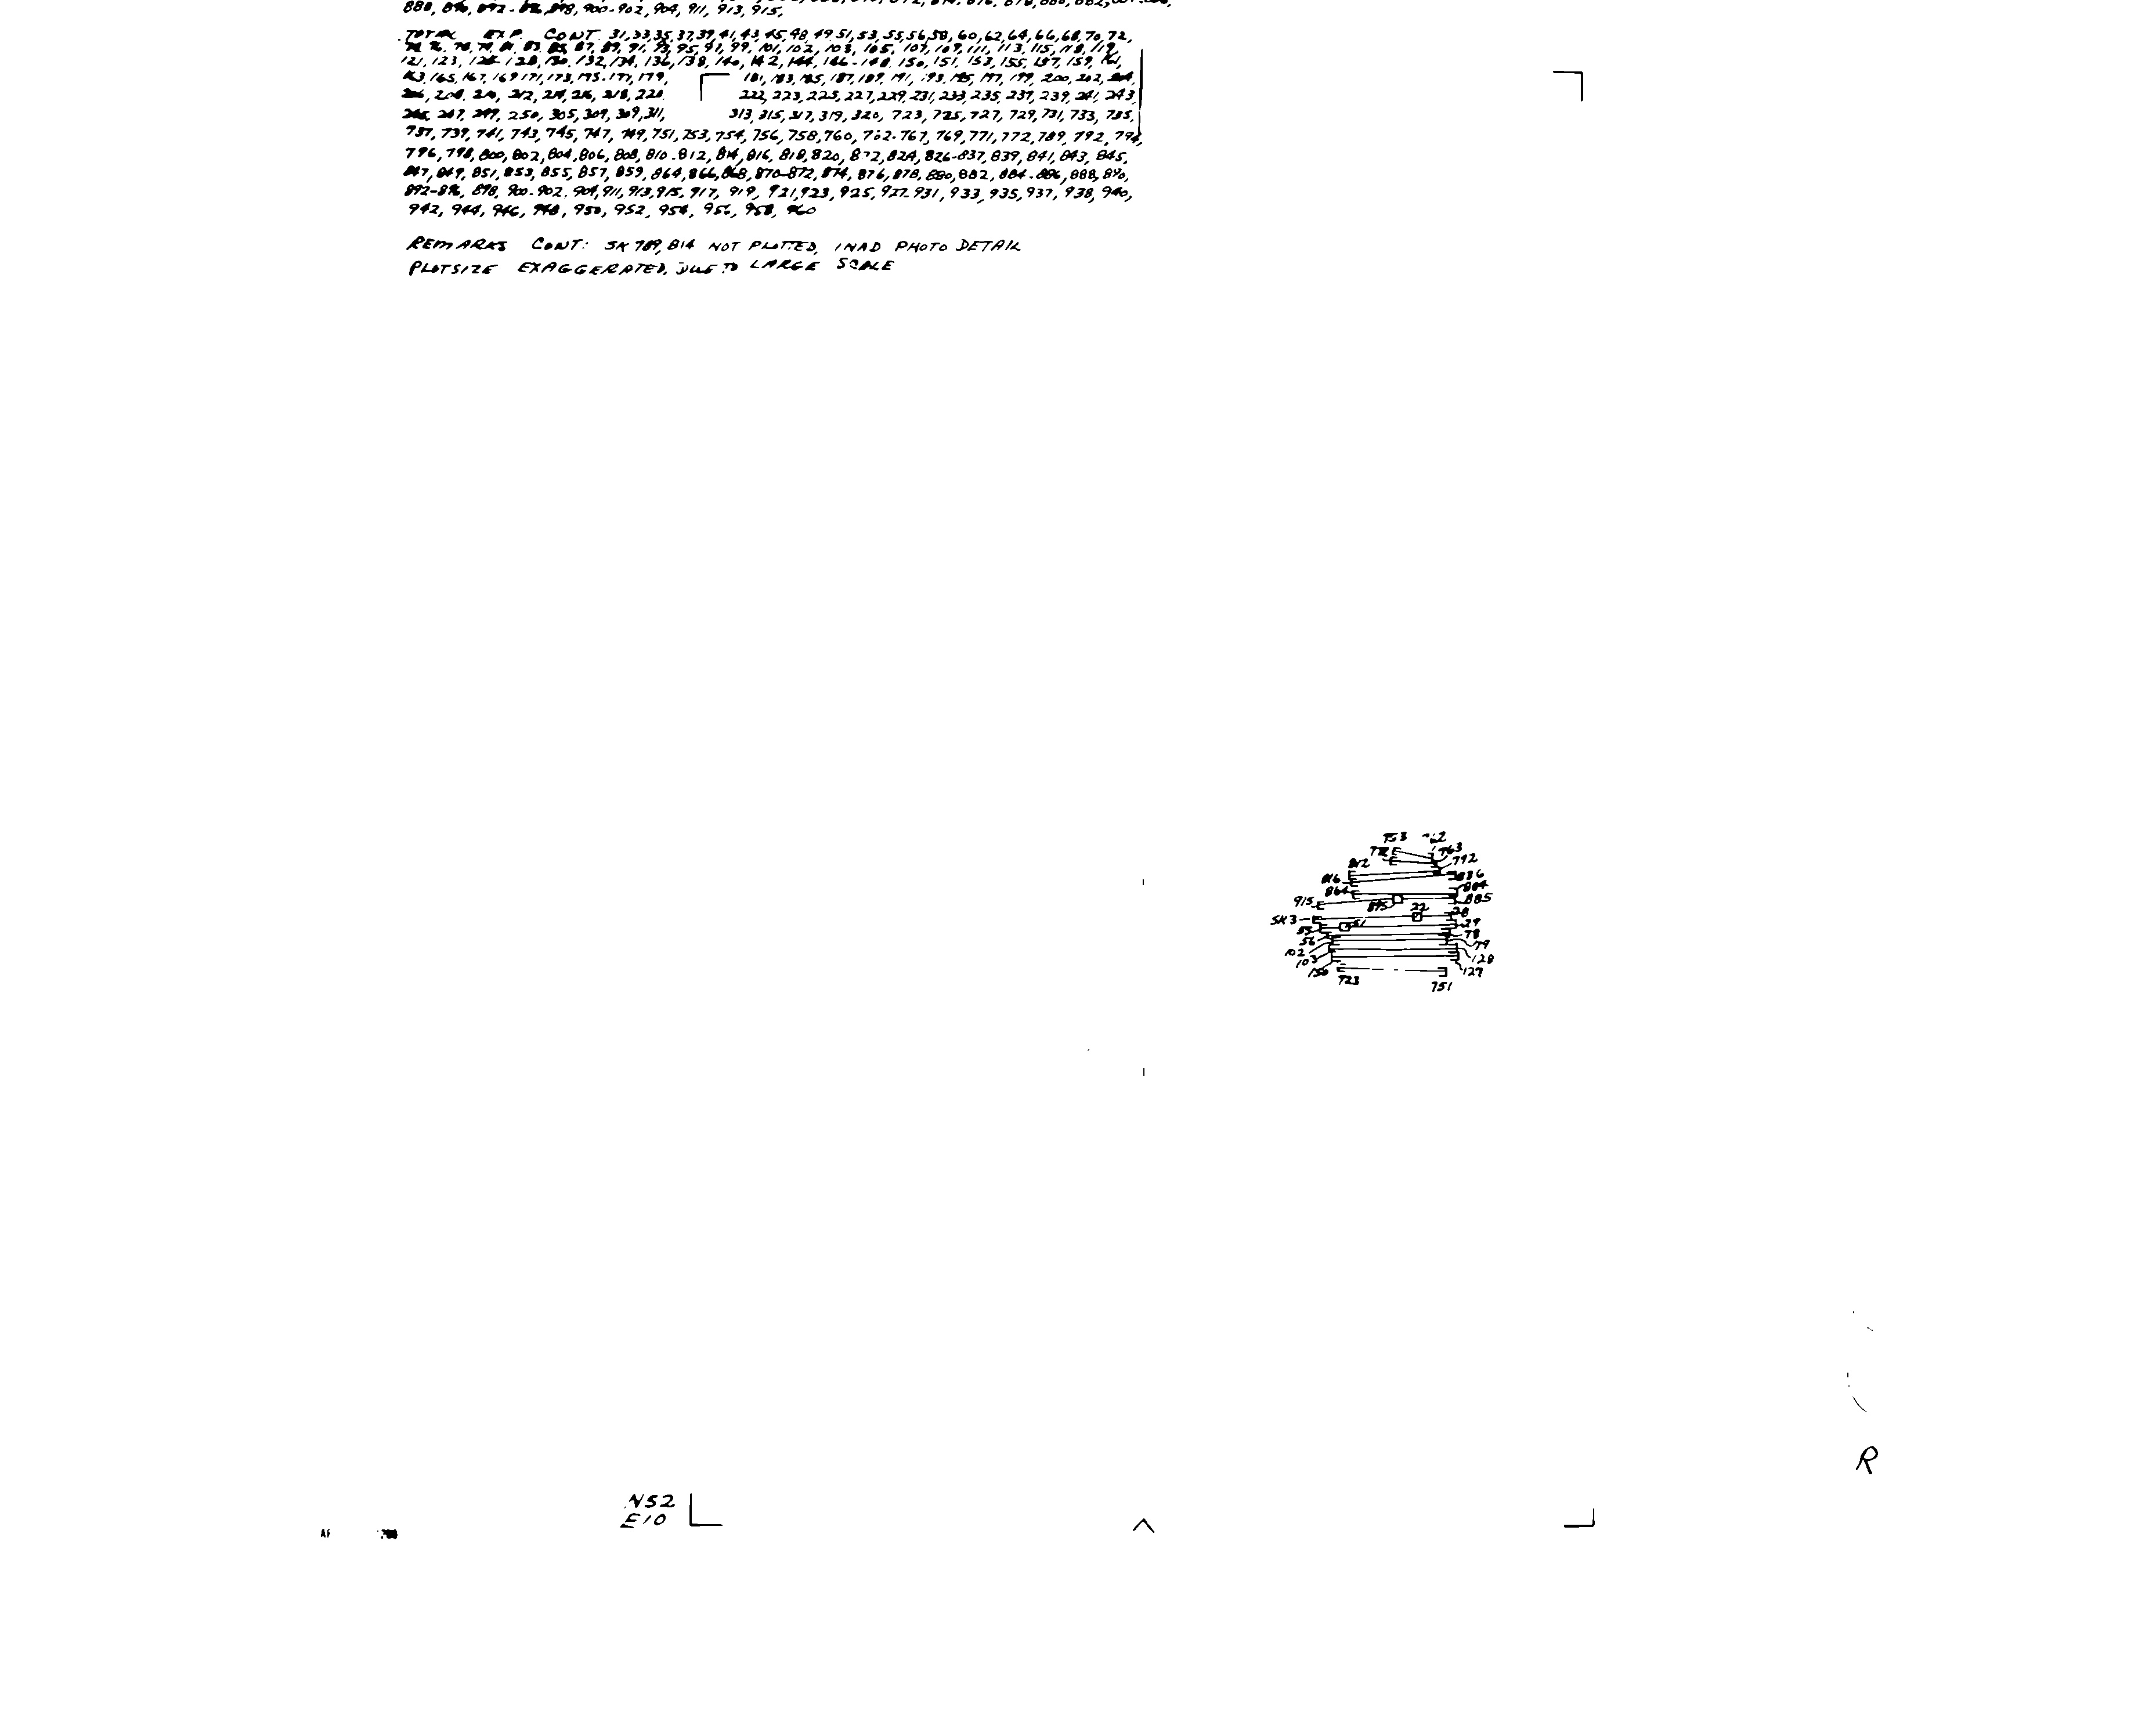 888, 890, 892-896, 898, 900-902, 904, 911, 913, 915,
TOTAL EXP. CONT. 31,33,35,37,39,41,43,45,48,49,51,53,55,56,58,60,62,64,66,68,70,72,
87, 89, 91, 93, 95, 97, 99, 101, 102, 103, 105, 107, 109, 111, 113, 115, 118, 119,
121, 123, 128, 130, 132, 134, 136, 138, 140, 142, 144, 146-148, 150, 151, 153, 155, 157, 159, 161,
163, 165, 167, 169 171, 173, 175-177, 179, 181, 183, 185, 187, 189, 191, 193, 195, 197, 199, 200, 202, 204,
206, 208, 210, 212, 214, 216, 218, 220, 222, 223, 225, 227, 229, 231, 233, 235, 237, 239, 241, 243
245, 247, 249, 250, 305, 307, 309, 311, 313, 315, 317, 319, 320, 723, 725, 727, 729, 731, 733, 735,
737, 739, 741, 743, 745, 747, 749, 751, 753, 754, 756, 758, 760, 762-767, 769, 771, 772, 789, 792, 794,
796, 798, 800, 802, 804, 806, 808, 810-812, 814, 816, 818, 820, 822, 824, 826-837, 839, 841, 843, 845,
847, 849, 851, 853, 855, 857, 859, 864, 866, 868, 870-872, 874, 876, 878, 880, 882, 884-886, 888, 890,
892-896, 898, 900-902, 904, 911, 913, 915, 917, 919, 921, 923, 925, 927-931, 933, 935, 937, 938, 940,
942, 944, 946, 948, 950, 952, 954, 956, 958, 960
REMARKS CONT: SK 789, 814 NOT PLOTTED, INAD PHOTO DETAIL
PLOTSIZE EXAGGERATED, DUE TO LARGE SCALE
753
772 763
812 792
816 886
864 884
915 895 885
SK 3 22 28
55 51 29
56 78
102 79
103 128
150 127
723 751
R
N52
E10
AF